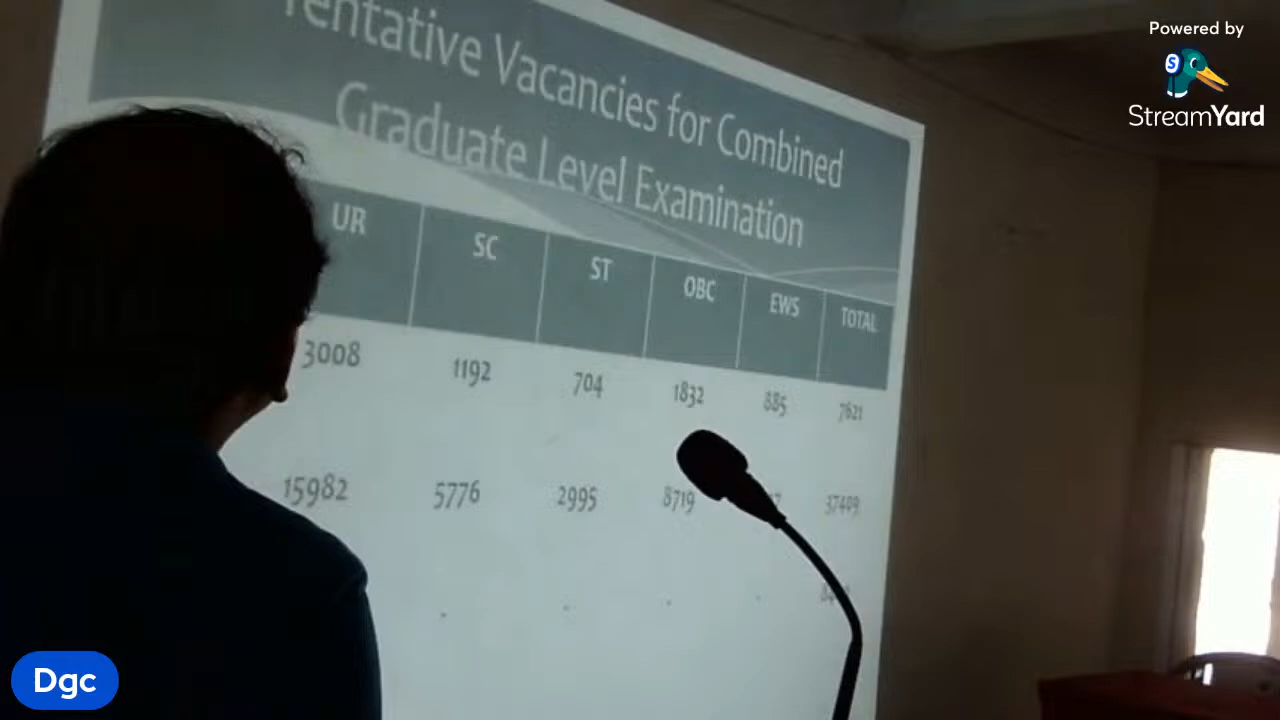 Powered by
StreamYard
Tentative Vacancies for Combined
Graduate Level Examination
UR SC ST OBC EWS TOTAL
3008 1192 704 1832 885 7621
15982 5776 2995 8719 37409
Dgc